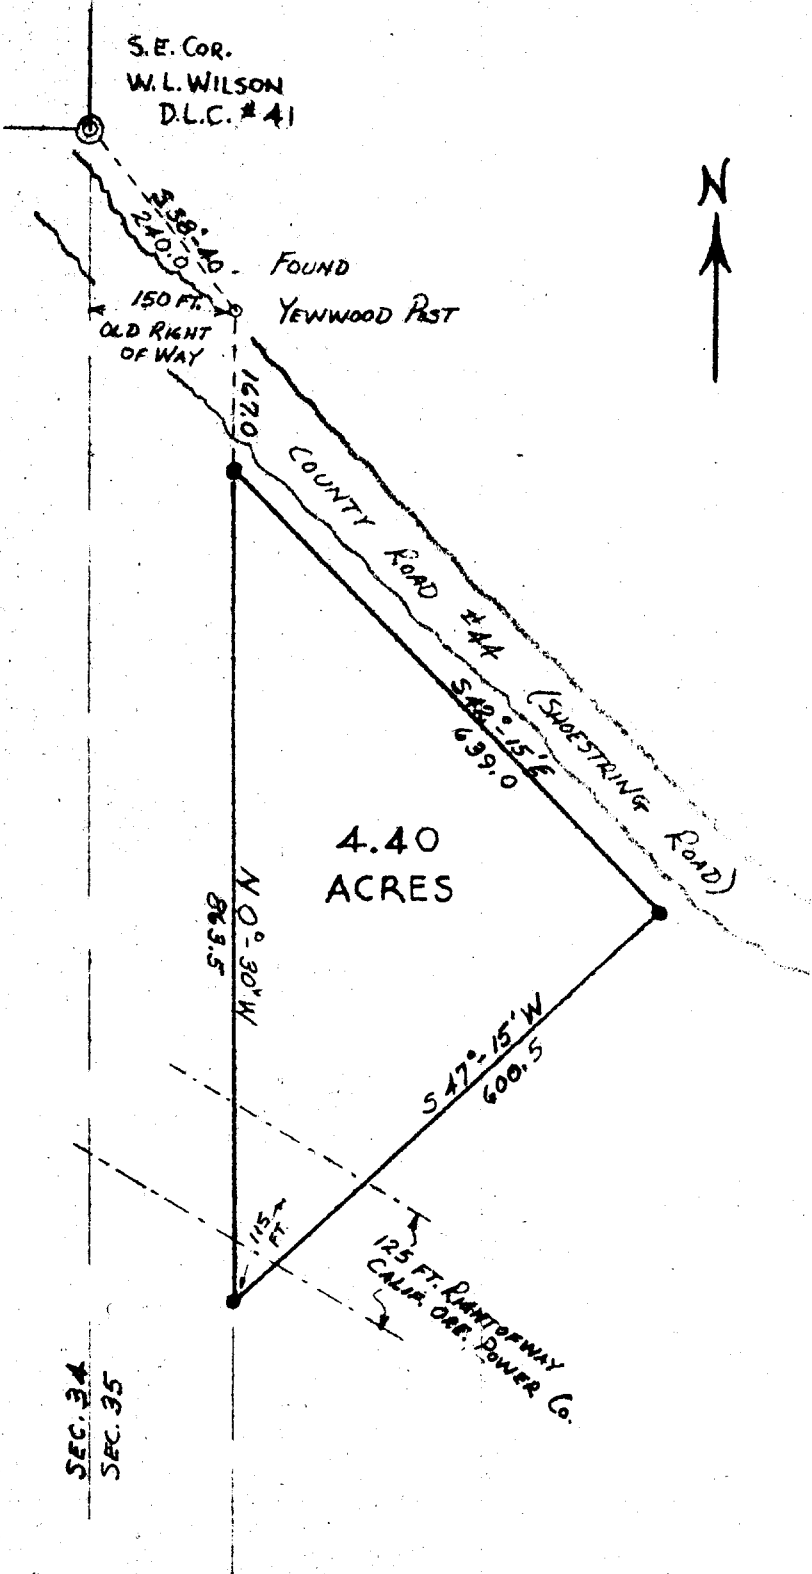 S.E. COR.
W.L. WILSON
D.L.C. # 41
N
S 38°-40
240.0
FOUND
YEWWOOD POST
150 FT.
OLD RIGHT
OF WAY
167.0
COUNTY ROAD #44 (SHOESTRING ROAD)
S 42°-15'E
639.0
4.40
ACRES
N 0°-30'W
863.5
S 47°-15'W
600.5
115
FT.
125 FT. RIGHT OF WAY
CALIF. ORE. POWER CO.
SEC. 34
SEC. 35